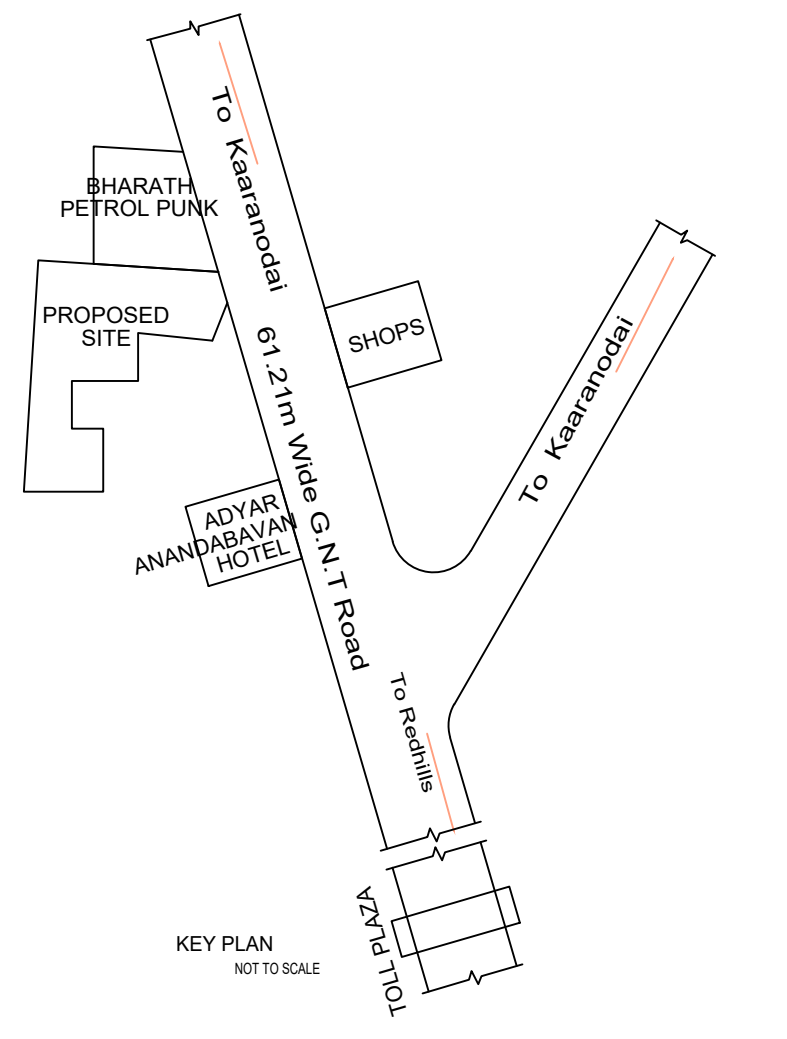 To Kaaranodai
BHARATH
PETROL PUNK
PROPOSED
SITE
SHOPS
To Kaaranodai
61.21m Wide G.N.T Road
ADYAR
ANANDABAVAN
HOTEL
To Redhills
TOLL PLAZA
KEY PLAN
NOT TO SCALE